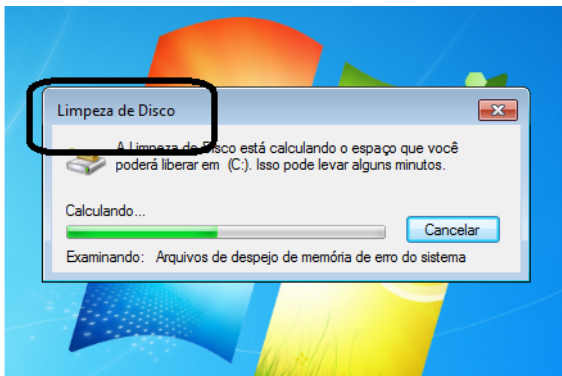 Limpeza de Disco
A Limpeza de Disco está calculando o espaço que você
poderá liberar em (C:). Isso pode levar alguns minutos.
Calculando...
Cancelar
Examinando: Arquivos de despejo de memória de erro do sistema